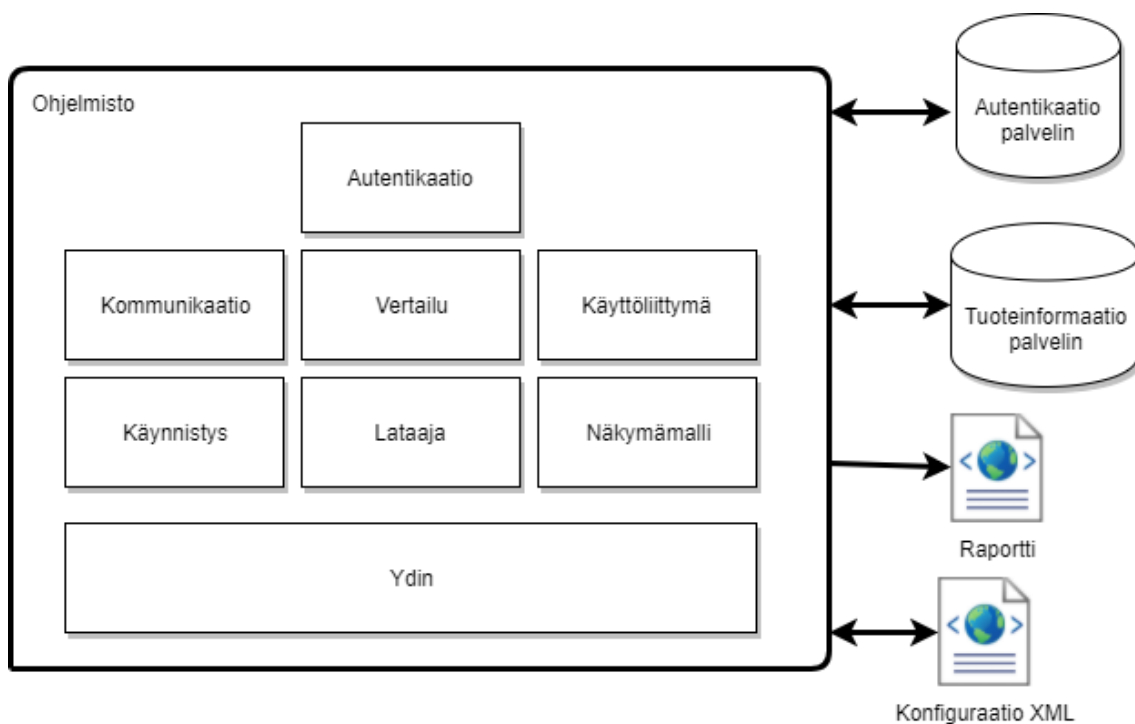 Ohjelmisto
Autentikaatio
Kommunikaatio
Vertailu
Käyttöliittymä
Käynnistys
Lataaja
Näkymämalli
Ydin
Autentikaatio
palvelin
Tuoteinformaatio
palvelin
Raportti
Konfiguraatio XML